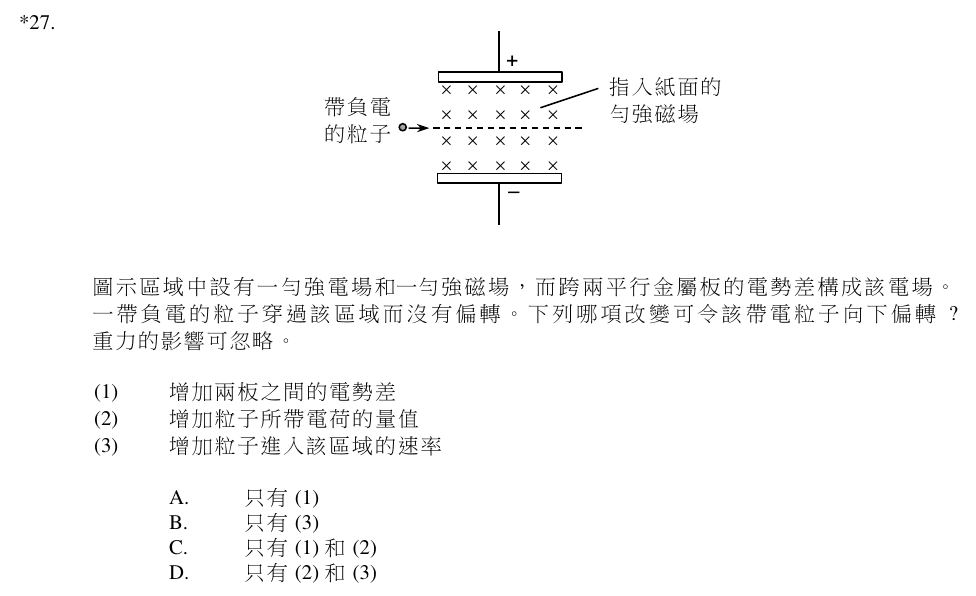 *27.
+
指入紙面的
勻強磁場
帶負電
的粒子
× × × × ×
× × × × ×
× × × × ×
× × × × ×
−
圖示區域中設有一勻強電場和一勻強磁場，而跨兩平行金屬板的電勢差構成該電場。
一帶負電的粒子穿過該區域而沒有偏轉。下列哪項改變可令該帶電粒子向下偏轉 ?
重力的影響可忽略。
(1) 增加兩板之間的電勢差
(2) 增加粒子所帶電荷的量值
(3) 增加粒子進入該區域的速率
A. 只有 (1)
B. 只有 (3)
C. 只有 (1) 和 (2)
D. 只有 (2) 和 (3)